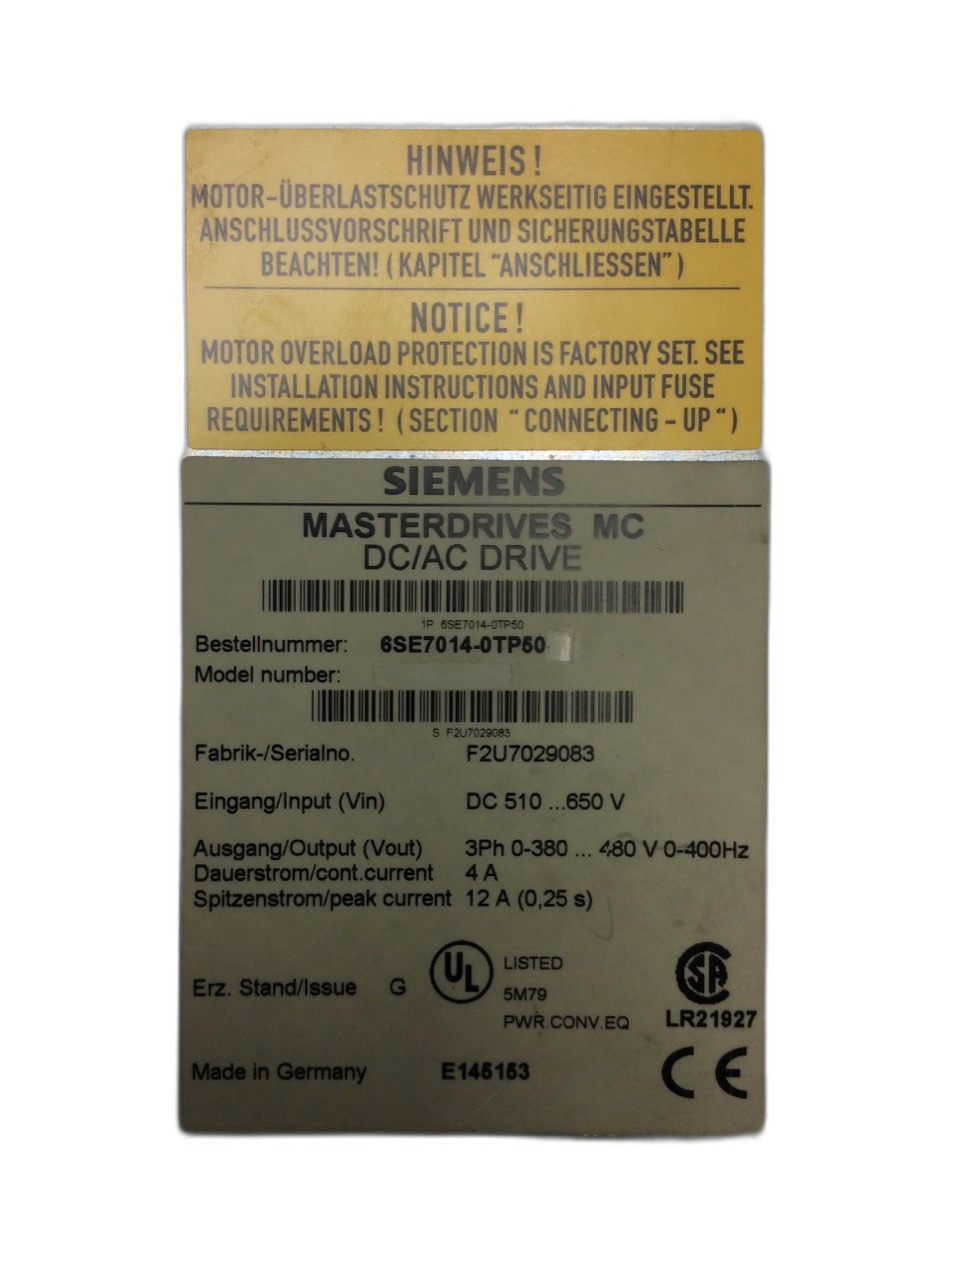 HINWEIS !
MOTOR-ÜBERLASTSCHUTZ WERKSEITIG EINGESTELLT.
ANSCHLUSSVORSCHRIFT UND SICHERUNGSTABELLE
BEACHTEN! ( KAPITEL "ANSCHLIESSEN" )
NOTICE !
MOTOR OVERLOAD PROTECTION IS FACTORY SET. SEE
INSTALLATION INSTRUCTIONS AND INPUT FUSE
REQUIREMENTS ! ( SECTION " CONNECTING - UP " )
SIEMENS
MASTERDRIVES MC
DC/AC DRIVE
1P 6SE7014-0TP50
Bestellnummer: 6SE7014-0TP50
Model number:
S F2U7029083
Fabrik-/Serialno. F2U7029083
Eingang/Input (Vin) DC 510 ...650 V
Ausgang/Output (Vout) 3Ph 0-380 ... 480 V 0-400Hz
Dauerstrom/cont.current 4 A
Spitzenstrom/peak current 12 A (0,25 s)
Erz. Stand/Issue G UL LISTED
5M79
PWR.CONV.EQ
SA LR21927
Made in Germany E145153 CE